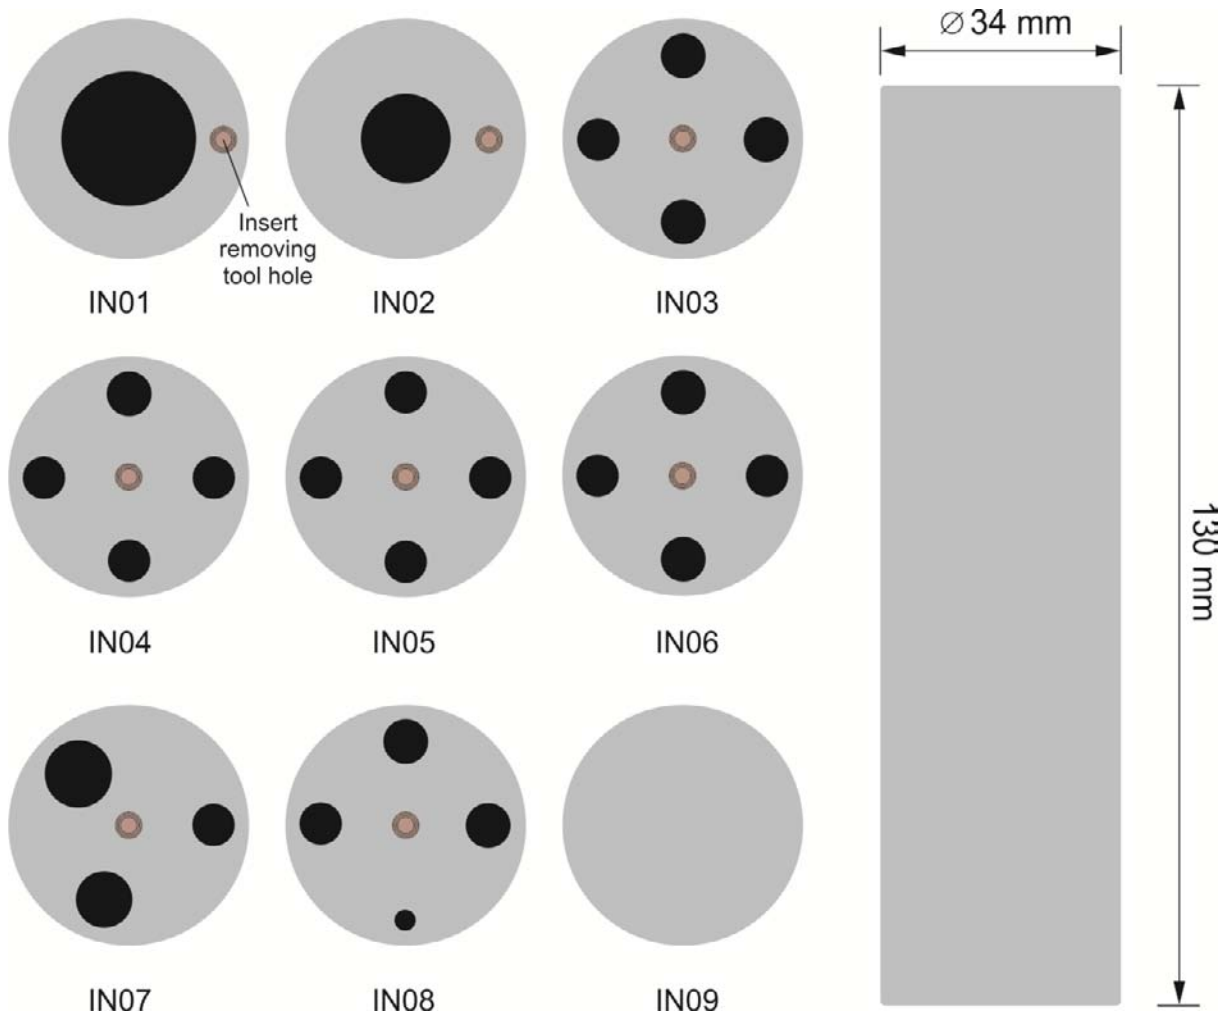 ⌀ 34 mm
Insert
removing
tool hole
IN01
IN02
IN03
130 mm
IN04
IN05
IN06
IN07
IN08
IN09